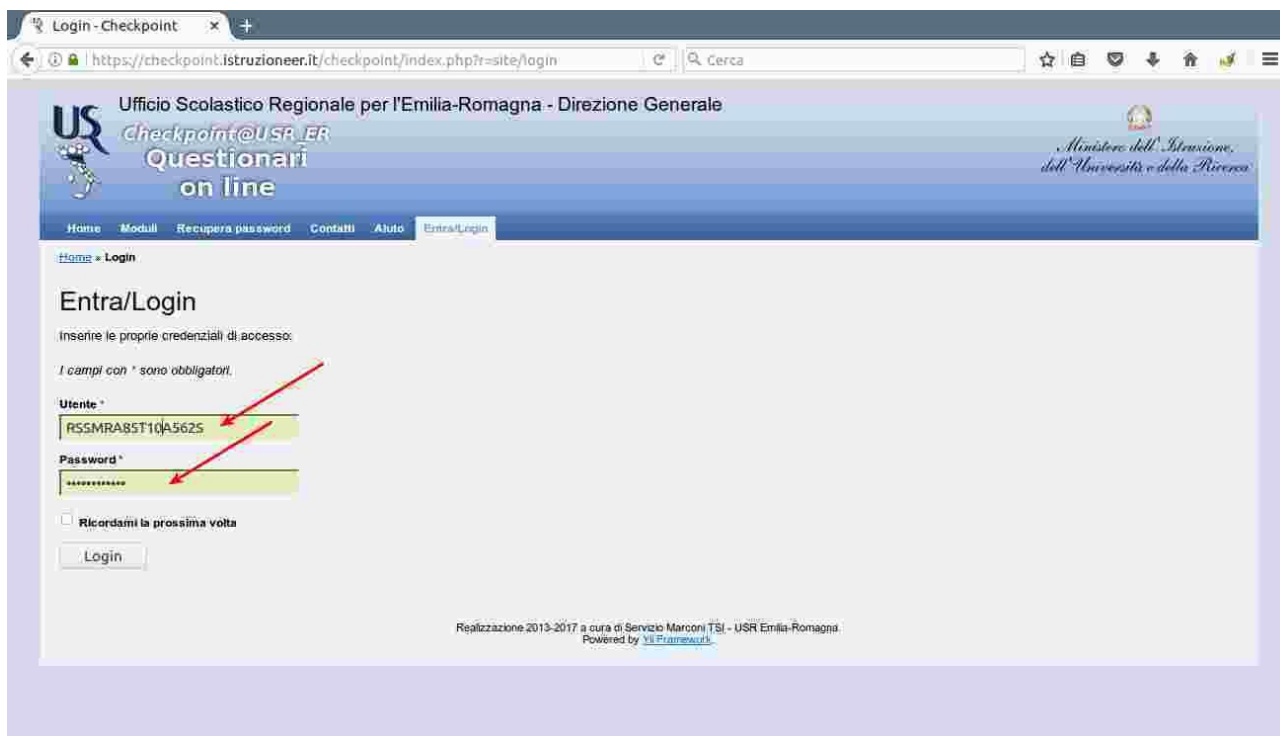 Login - Checkpoint
https://checkpoint.istruzioneer.it/checkpoint/index.php?r=site/login
Cerca
Ufficio Scolastico Regionale per l'Emilia-Romagna - Direzione Generale
US
Checkpoint@USR_ER
Questionari
on line
Ministero dell'Istruzione,
dell'Università e della Ricerca
Home Moduli Recupera password Contatti Aiuto Entra/Login
Home » Login
Entra/Login
Inserire le proprie credenziali di accesso:
I campi con * sono obbligatori.
Utente *
RSSMRA85T10A562S
Password *
••••••••••••
Ricordami la prossima volta
Login
Realizzazione 2013-2017 a cura di Servizio Marconi TSI - USR Emilia-Romagna.
Powered by Yii Framework.